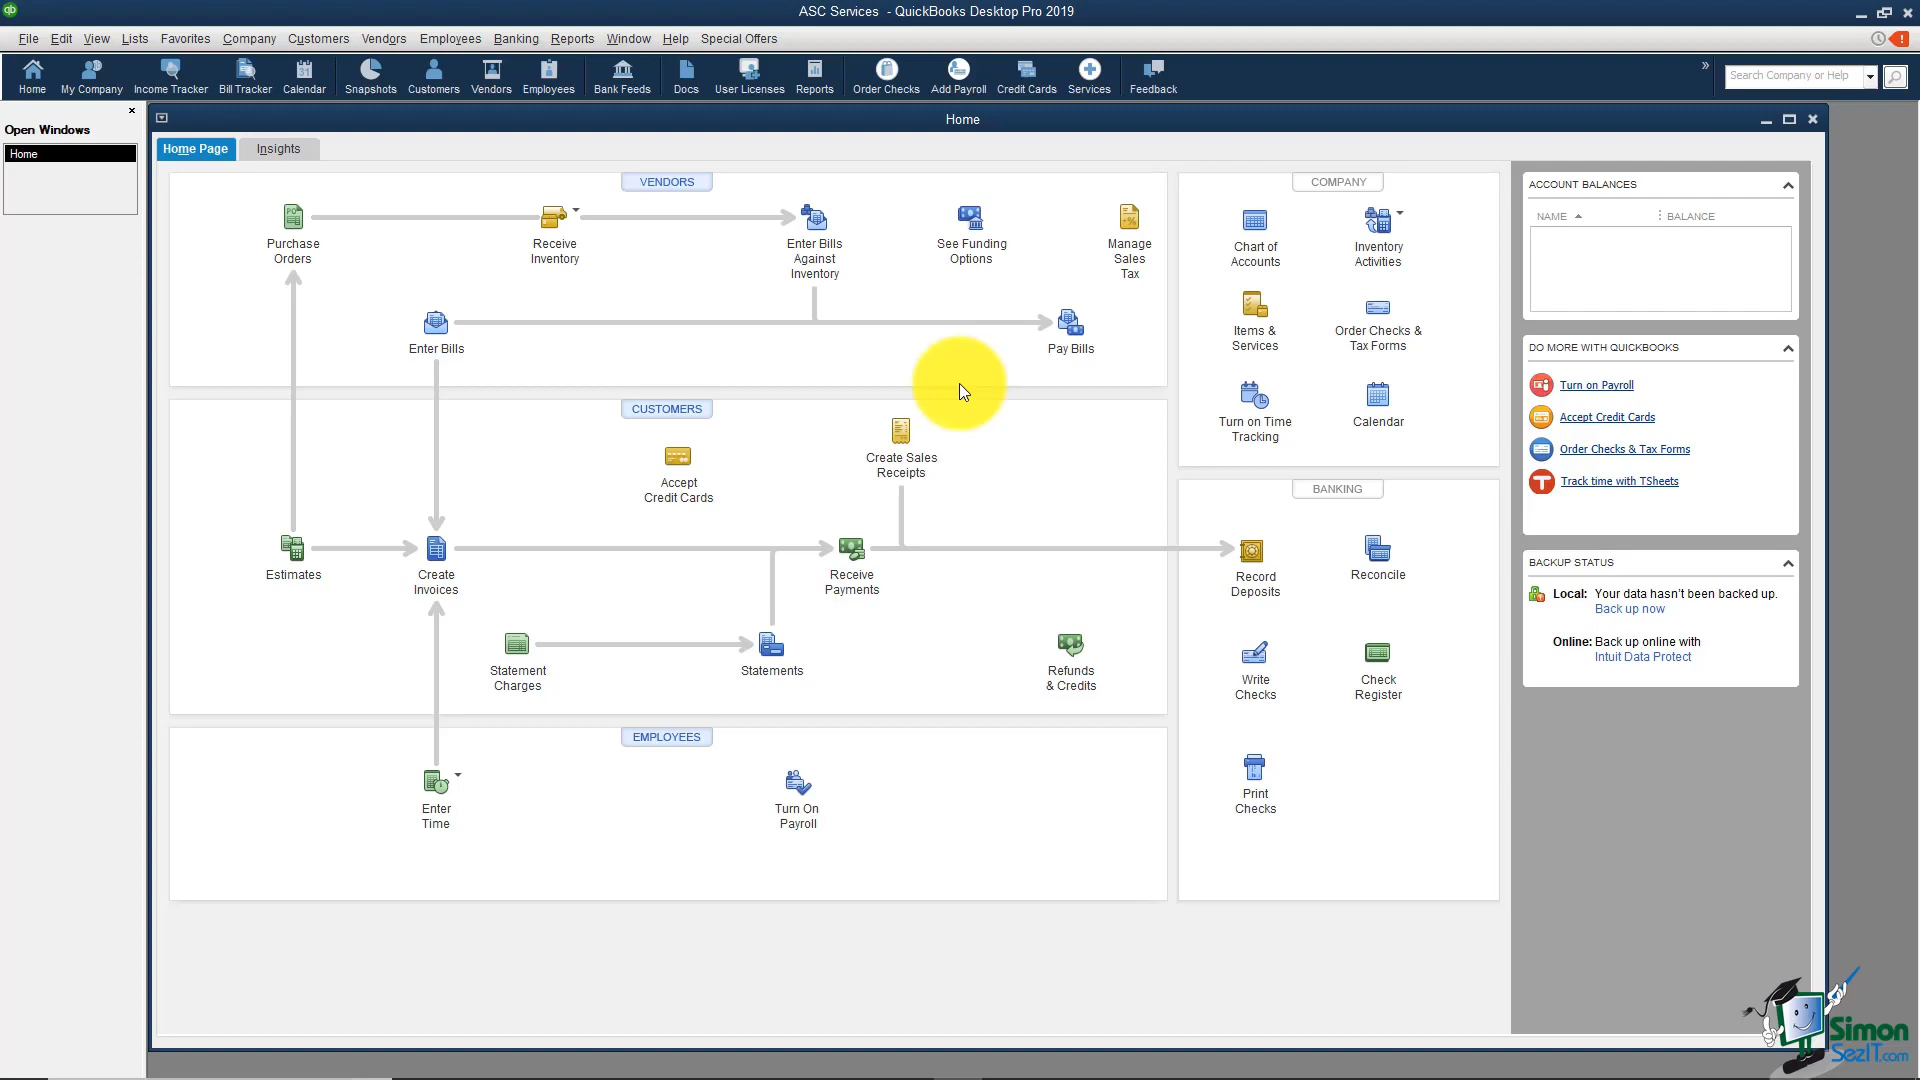 ASC Services - QuickBooks Desktop Pro 2019
File Edit View Lists Favorites Company Customers Vendors Employees Banking Reports Window Help Special Offers
Home My Company Income Tracker Bill Tracker Calendar Snapshots Customers Vendors Employees Bank Feeds Docs User Licenses Reports Order Checks Add Payroll Credit Cards Services Feedback
Search Company or Help
Open Windows
Home
Home
Home Page Insights
VENDORS
Purchase
Orders
Receive
Inventory
Enter Bills
Against
Inventory
See Funding
Options
Manage
Sales
Tax
Enter Bills
Pay Bills
CUSTOMERS
Accept
Credit Cards
Create Sales
Receipts
Estimates
Create
Invoices
Receive
Payments
Statement
Charges
Statements
Refunds
& Credits
EMPLOYEES
Enter
Time
Turn On
Payroll
COMPANY
Chart of
Accounts
Inventory
Activities
Items &
Services
Order Checks &
Tax Forms
Turn on Time
Tracking
Calendar
BANKING
Record
Deposits
Reconcile
Write
Checks
Check
Register
Print
Checks
ACCOUNT BALANCES
NAME BALANCE
DO MORE WITH QUICKBOOKS
Turn on Payroll
Accept Credit Cards
Order Checks & Tax Forms
Track time with TSheets
BACKUP STATUS
Local: Your data hasn't been backed up.
Back up now
Online: Back up online with
Intuit Data Protect
Simon
SezIT.com